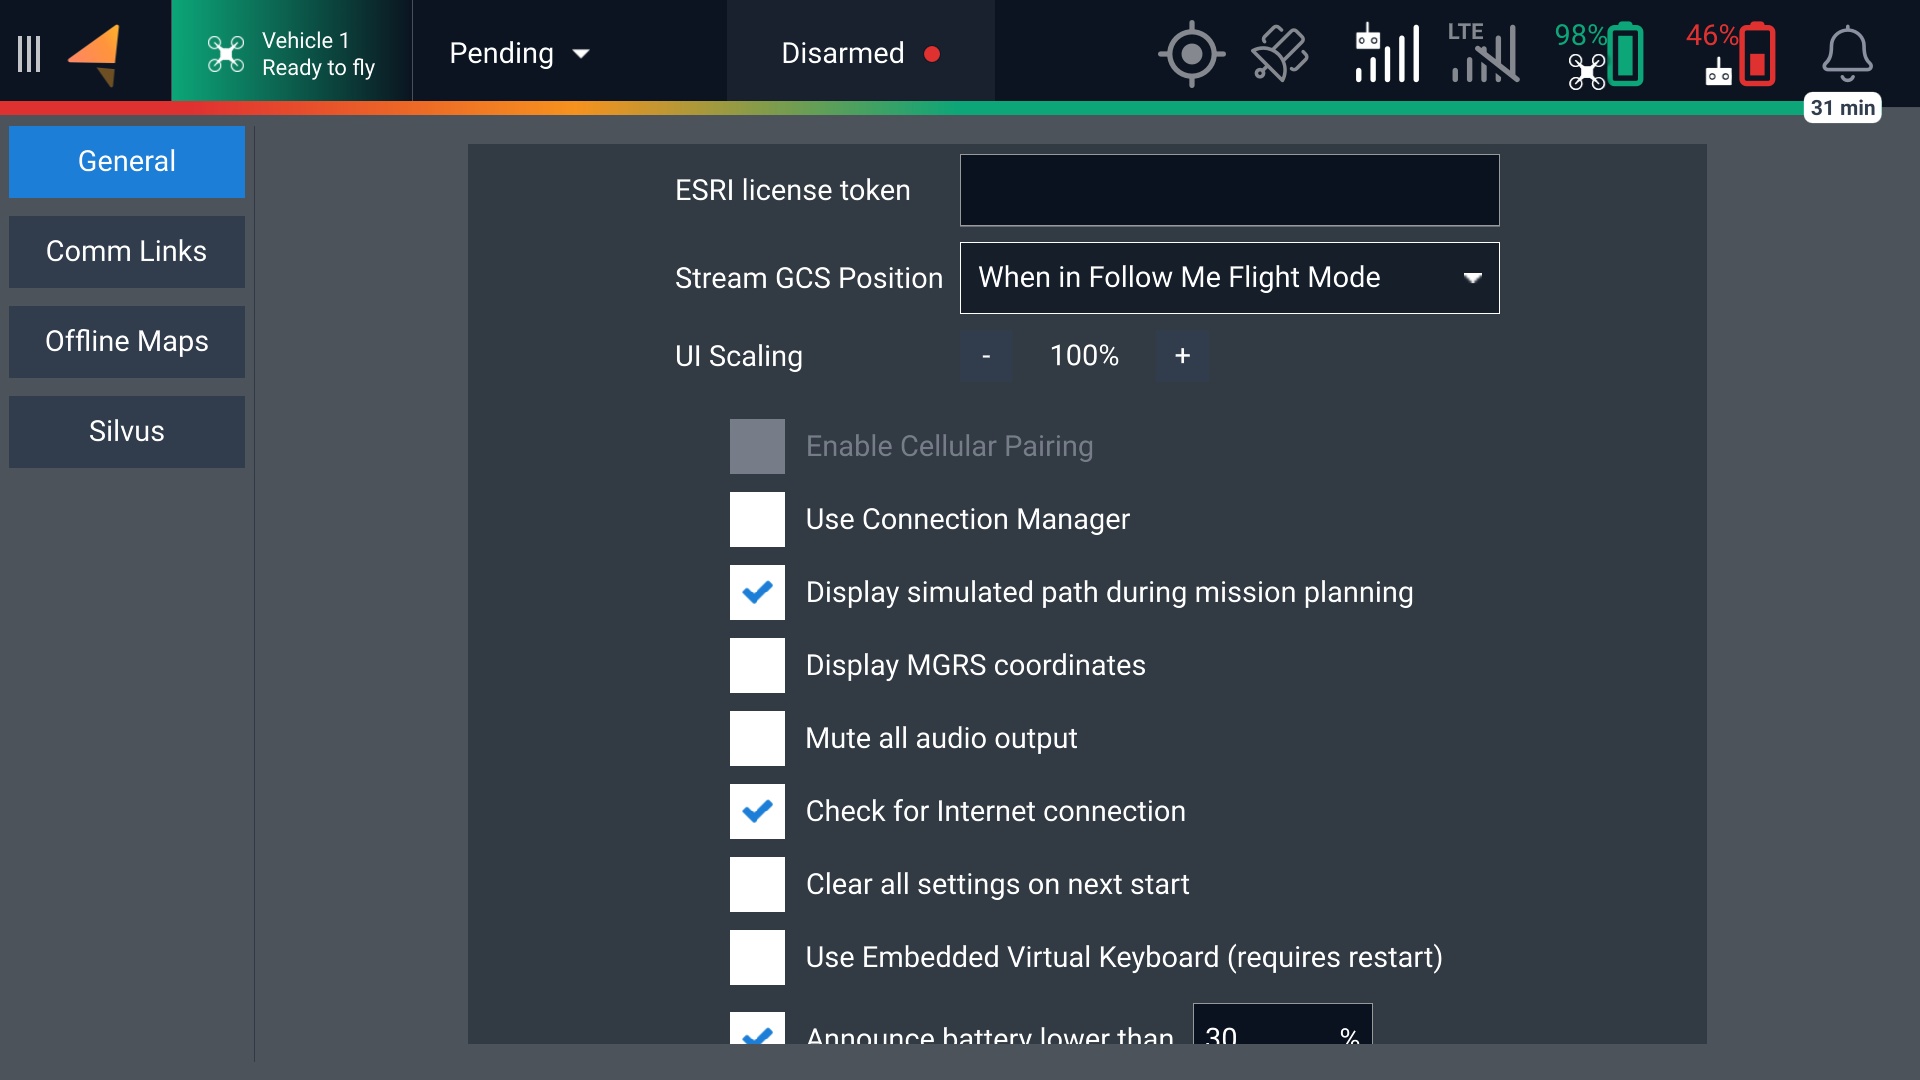 Vehicle 1
Ready to fly
Pending
Disarmed
LTE
98%
46%
31 min
General
Comm Links
Offline Maps
Silvus
ESRI license token
Stream GCS Position
When in Follow Me Flight Mode
UI Scaling
- 100% +
Enable Cellular Pairing
Use Connection Manager
Display simulated path during mission planning
Display MGRS coordinates
Mute all audio output
Check for Internet connection
Clear all settings on next start
Use Embedded Virtual Keyboard (requires restart)
Announce battery lower than 30 %